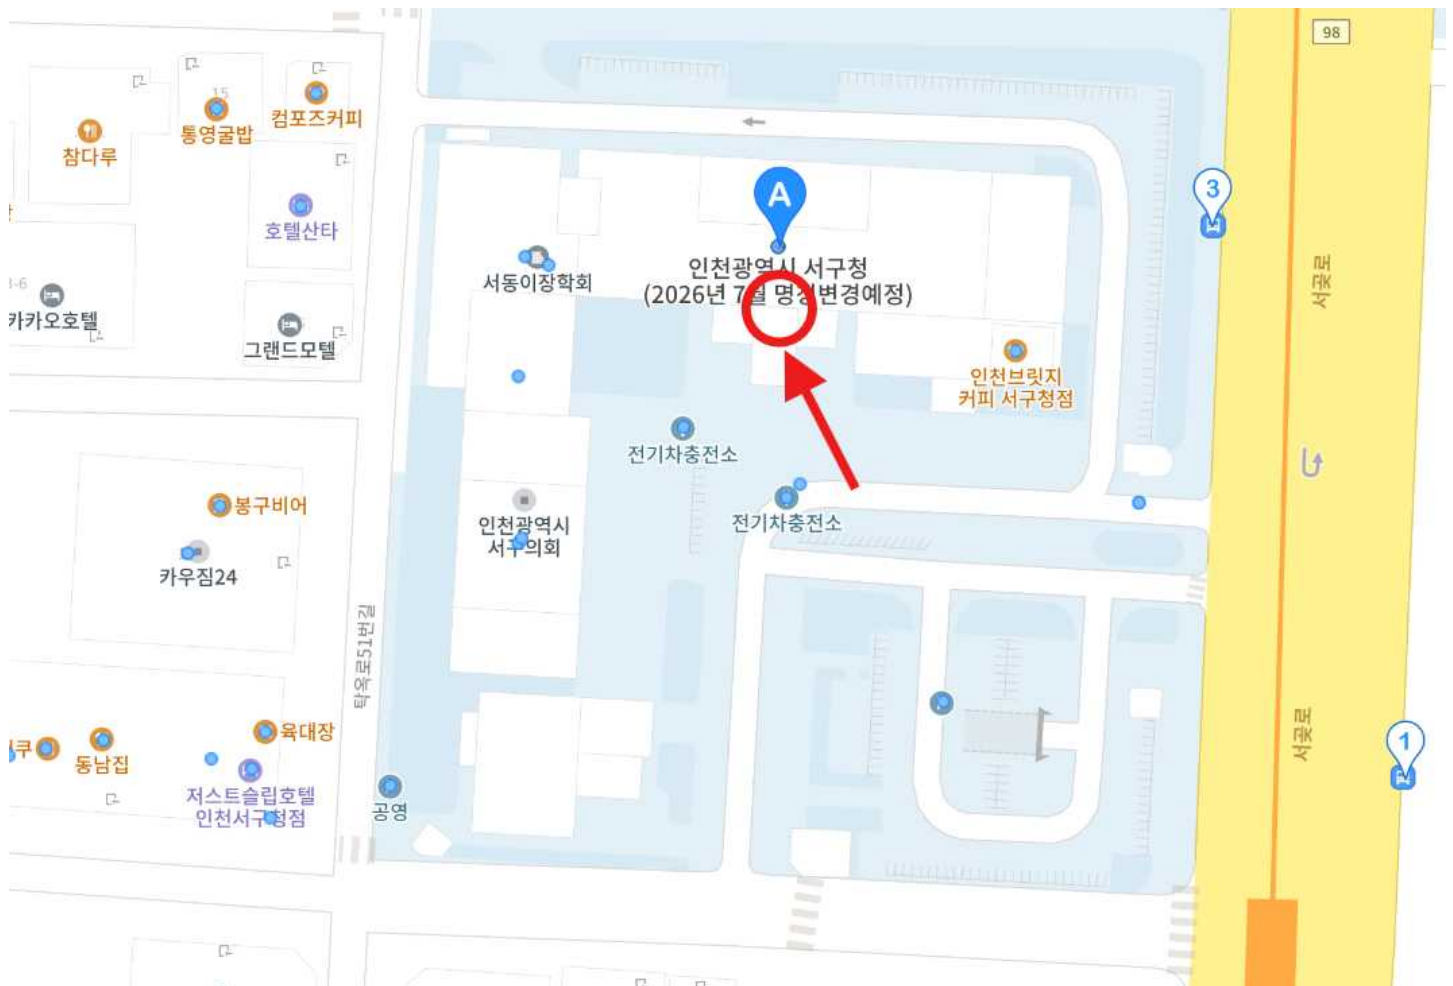 98
15
컴포즈커피
통영굴밥
참다루
A
3
호텔산타
인천광역시 서구청
(2026년 7월 명칭변경예정)
서동이장학회
서곶로
3-6
카카오호텔
그랜드모텔
인천브릿지
커피 서구청점
전기차충전소
봉구비어
전기차충전소
인천광역시
서구의회
카우짐24
탁옥로51번길
서곶로
1
쿠
동남집
육대장
저스트슬립호텔
인천서구청점
공영